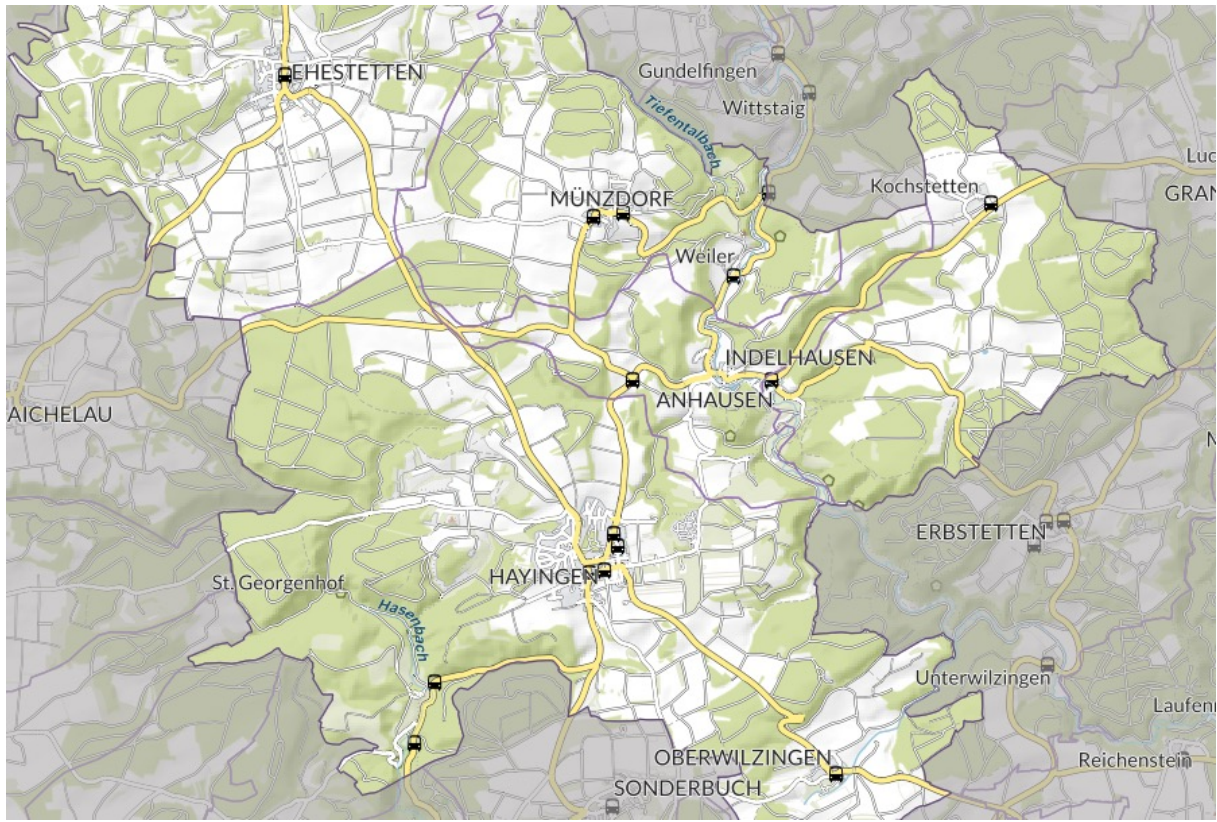 EHESTETTEN
Gundelfingen
Wittstaig
Tiefentalbach
Luc
Kochstetten
GRAN
MÜNZDORF
Weiler
INDELHAUSEN
ANHAUSEN
AICHELAU
M
ERBSTETTEN
HAYINGEN
St. Georgenhof
Hasenbach
Unterwilzingen
Laufenm
OBERWILZINGEN
Reichenstein
SONDERBUCH